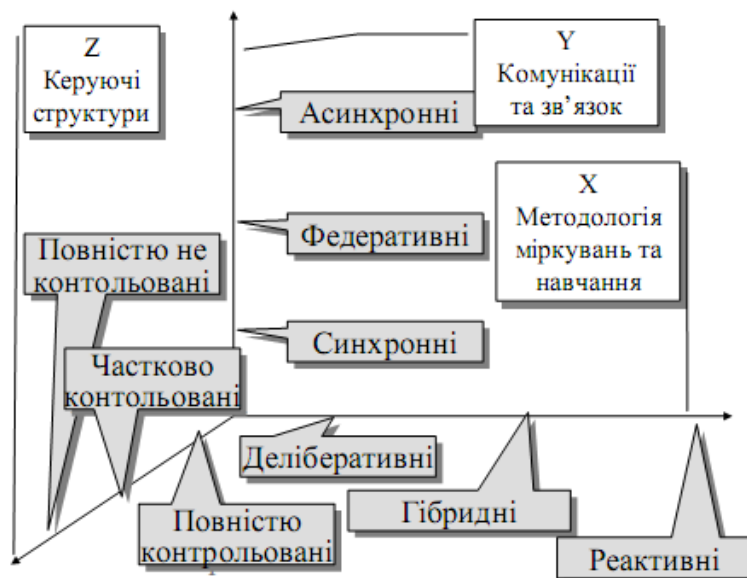 Z
Керуючі
структури
Y
Комунікації
та зв’язок
Асинхронні
X
Методологія
міркувань та
навчання
Федеративні
Повністю не
контольовані
Синхронні
Частково
контольовані
Деліберативні
Повністю
контрольовані
Гібридні
Реактивні